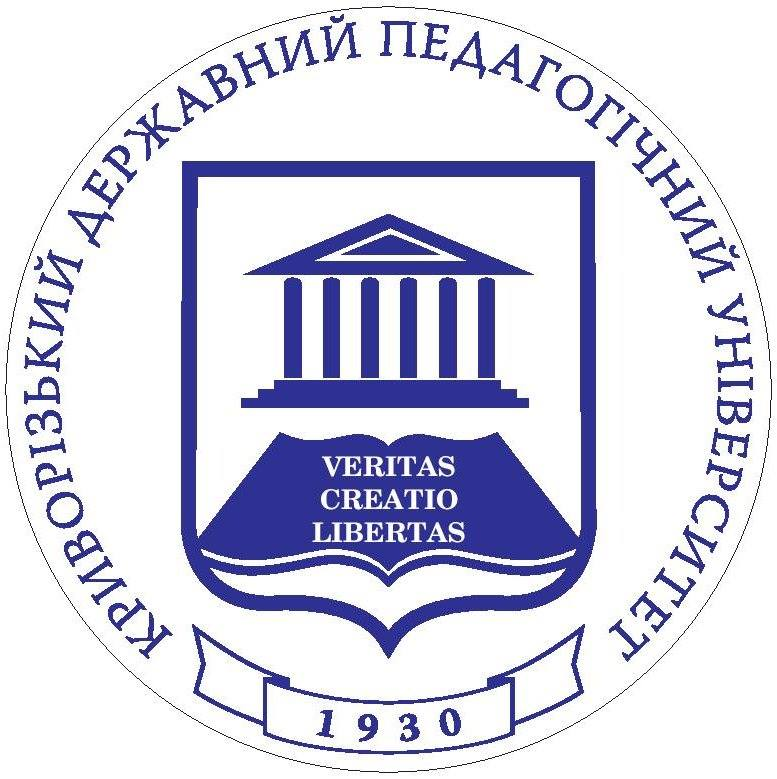 КРИВОРІЗЬКИЙ ДЕРЖАВНИЙ ПЕДАГОГІЧНИЙ УНІВЕРСИТЕТ
VERITAS
CREATIO
LIBERTAS
1930